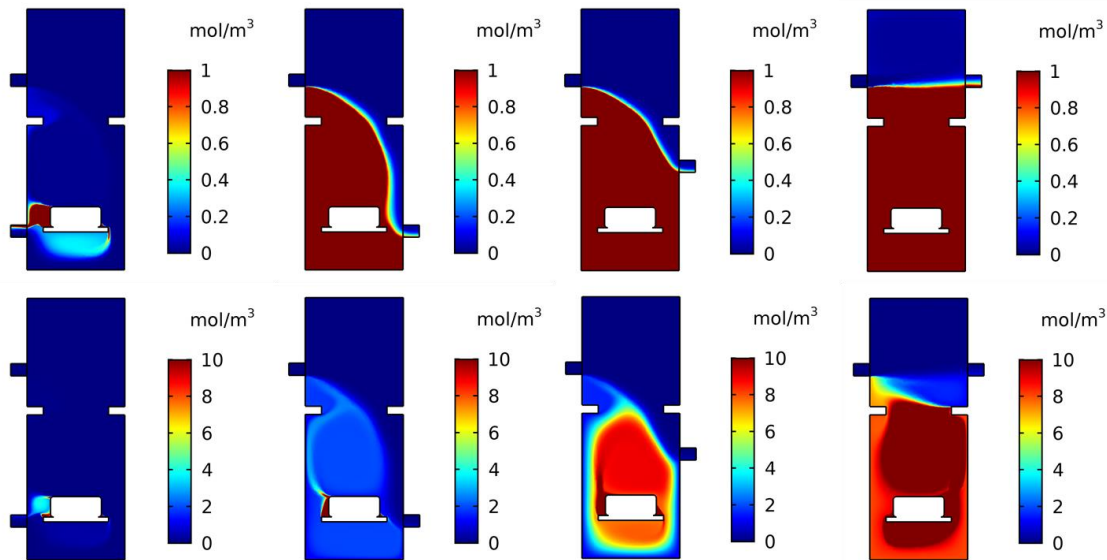 mol/m³ mol/m³ mol/m³ mol/m³
1 1 1 1
0.8 0.8 0.8 0.8
0.6 0.6 0.6 0.6
0.4 0.4 0.4 0.4
0.2 0.2 0.2 0.2
0 0 0 0
mol/m³ mol/m³ mol/m³ mol/m³
10 10 10 10
8 8 8 8
6 6 6 6
4 4 4 4
2 2 2 2
0 0 0 0